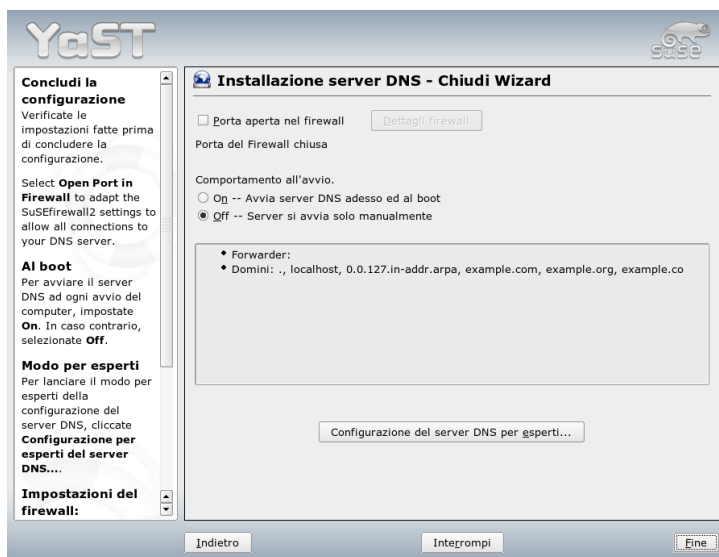 YaST
SUSE
Concludi la
configurazione
Verificate le
impostazioni fatte prima
di concludere la
configurazione.
Select Open Port in
Firewall to adapt the
SuSEfirewall2 settings to
allow all connections to
your DNS server.
Al boot
Per avviare il server
DNS ad ogni avvio del
computer, impostate
On. In caso contrario,
selezionate Off.
Modo per esperti
Per lanciare il modo per
esperti della
configurazione del
server DNS, cliccate
Configurazione per
esperti del server
DNS....
Impostazioni del
firewall:
Installazione server DNS - Chiudi Wizard
Porta aperta nel firewall
Dettagli firewall
Porta del Firewall chiusa
Comportamento all'avvio.
On -- Avvia server DNS adesso ed al boot
Off -- Server si avvia solo manualmente
Forwarder:
Domini: ., localhost, 0.0.127.in-addr.arpa, example.com, example.org, example.co
Configurazione del server DNS per esperti...
Indietro
Interrompi
Fine